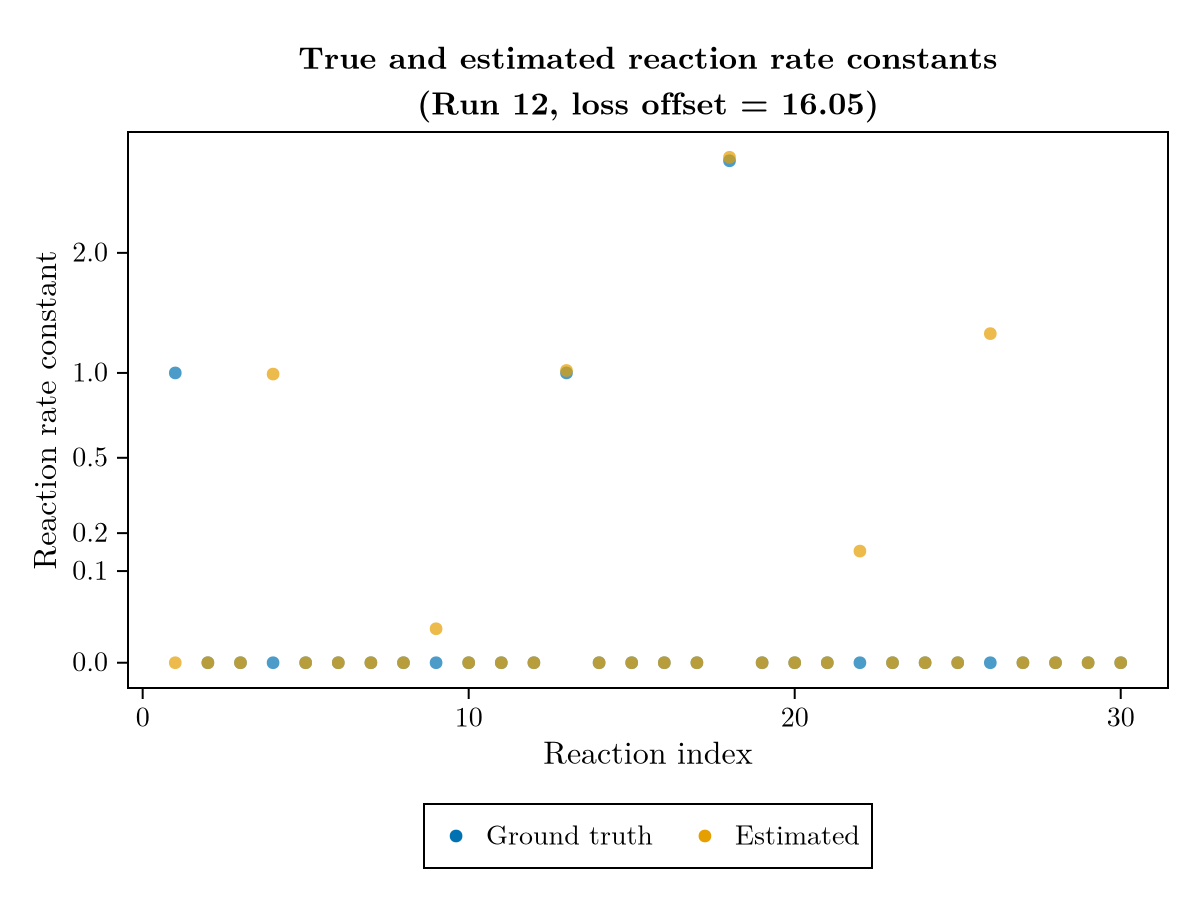 True and estimated reaction rate constants
(Run 12, loss offset = 16.05)
Reaction rate constant
2.0
1.0
0.5
0.2
0.1
0.0
0 10 20 30
Reaction index
Ground truth Estimated